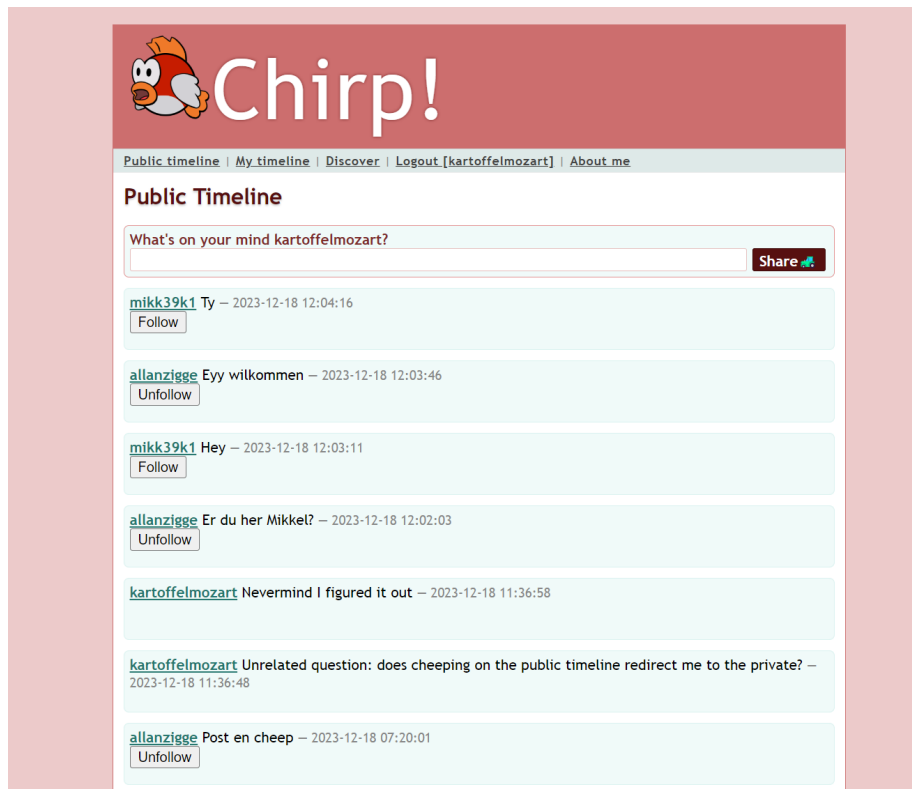 Chirp!
Public timeline | My timeline | Discover | Logout [kartoffelmozart] | About me
Public Timeline
What's on your mind kartoffelmozart?
Share
mikk39k1 Ty — 2023-12-18 12:04:16
Follow
allanzigge Eyy wilkommen — 2023-12-18 12:03:46
Unfollow
mikk39k1 Hey — 2023-12-18 12:03:11
Follow
allanzigge Er du her Mikkel? — 2023-12-18 12:02:03
Unfollow
kartoffelmozart Nevermind I figured it out — 2023-12-18 11:36:58
kartoffelmozart Unrelated question: does cheeping on the public timeline redirect me to the private? —
2023-12-18 11:36:48
allanzigge Post en cheep — 2023-12-18 07:20:01
Unfollow